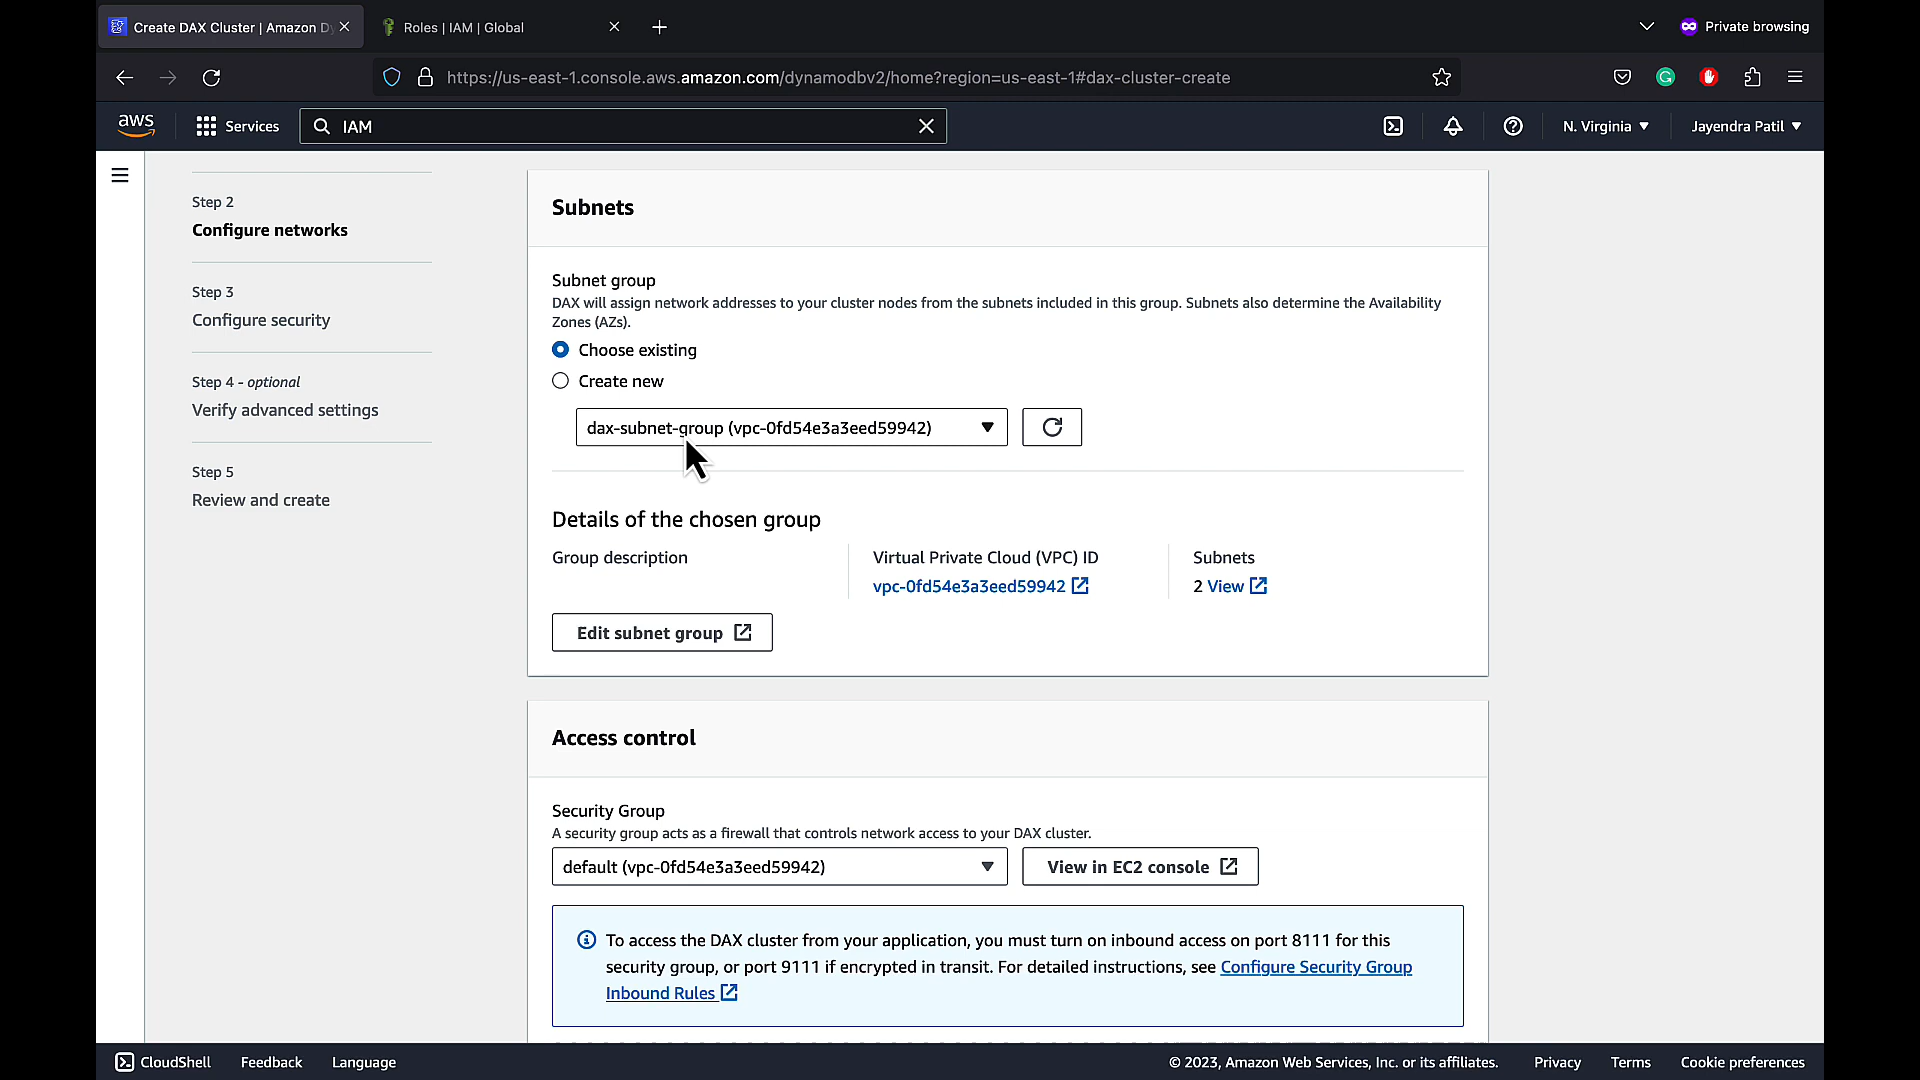 Create DAX Cluster | Amazon Dy
Roles | IAM | Global
Private browsing
https://us-east-1.console.aws.amazon.com/dynamodbv2/home?region=us-east-1#dax-cluster-create
aws
Services
IAM
N. Virginia
Jayendra Patil
Step 2
Configure networks
Step 3
Configure security
Step 4 - optional
Verify advanced settings
Step 5
Review and create
Subnets
Subnet group
DAX will assign network addresses to your cluster nodes from the subnets included in this group. Subnets also determine the Availability
Zones (AZs).
Choose existing
Create new
dax-subnet-group (vpc-0fd54e3a3eed59942)
Details of the chosen group
Group description
Virtual Private Cloud (VPC) ID
vpc-0fd54e3a3eed59942
Subnets
2 View
Edit subnet group
Access control
Security Group
A security group acts as a firewall that controls network access to your DAX cluster.
default (vpc-0fd54e3a3eed59942)
View in EC2 console
To access the DAX cluster from your application, you must turn on inbound access on port 8111 for this
security group, or port 9111 if encrypted in transit. For detailed instructions, see Configure Security Group
Inbound Rules
CloudShell
Feedback
Language
© 2023, Amazon Web Services, Inc. or its affiliates.
Privacy
Terms
Cookie preferences